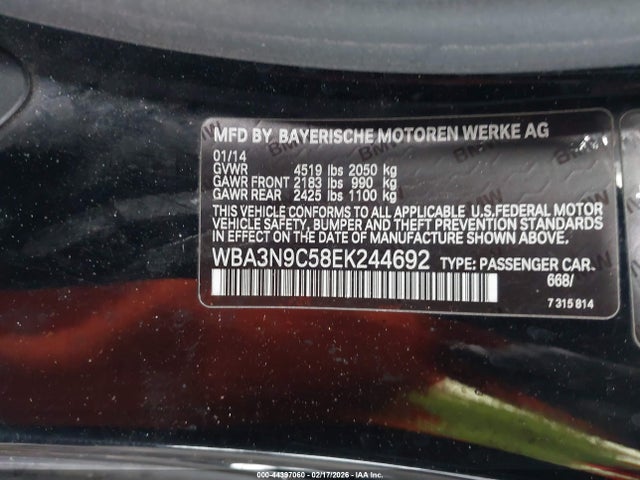 MFD BY BAYERISCHE MOTOREN WERKE AG
01/14
GVWR 4519 lbs 2050 kg
GAWR FRONT 2183 lbs 990 kg
GAWR REAR 2425 lbs 1100 kg
THIS VEHICLE CONFORMS TO ALL APPLICABLE U.S.FEDERAL MOTOR
VEHICLE SAFETY, BUMPER AND THEFT PREVENTION STANDARDS
IN EFFECT ON THE DATE OF MANUFACTURE SHOWN ABOVE.
WBA3N9C58EK244692 TYPE: PASSENGER CAR.
668/
7 315 814
000-44397060 - 02/17/2026 - IAA Inc.